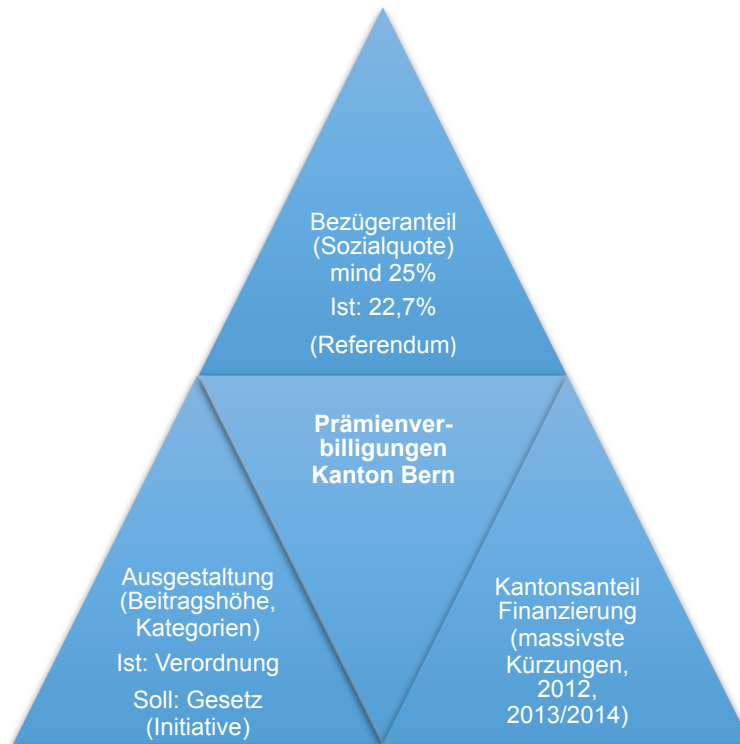 Bezügeranteil
(Sozialquote)
mind 25%
Ist: 22,7%
(Referendum)
Prämienver-
billigungen
Kanton Bern
Ausgestaltung
(Beitragshöhe,
Kategorien)
Ist: Verordnung
Soll: Gesetz
(Initiative)
Kantonsanteil
Finanzierung
(massivste
Kürzungen,
2012,
2013/2014)